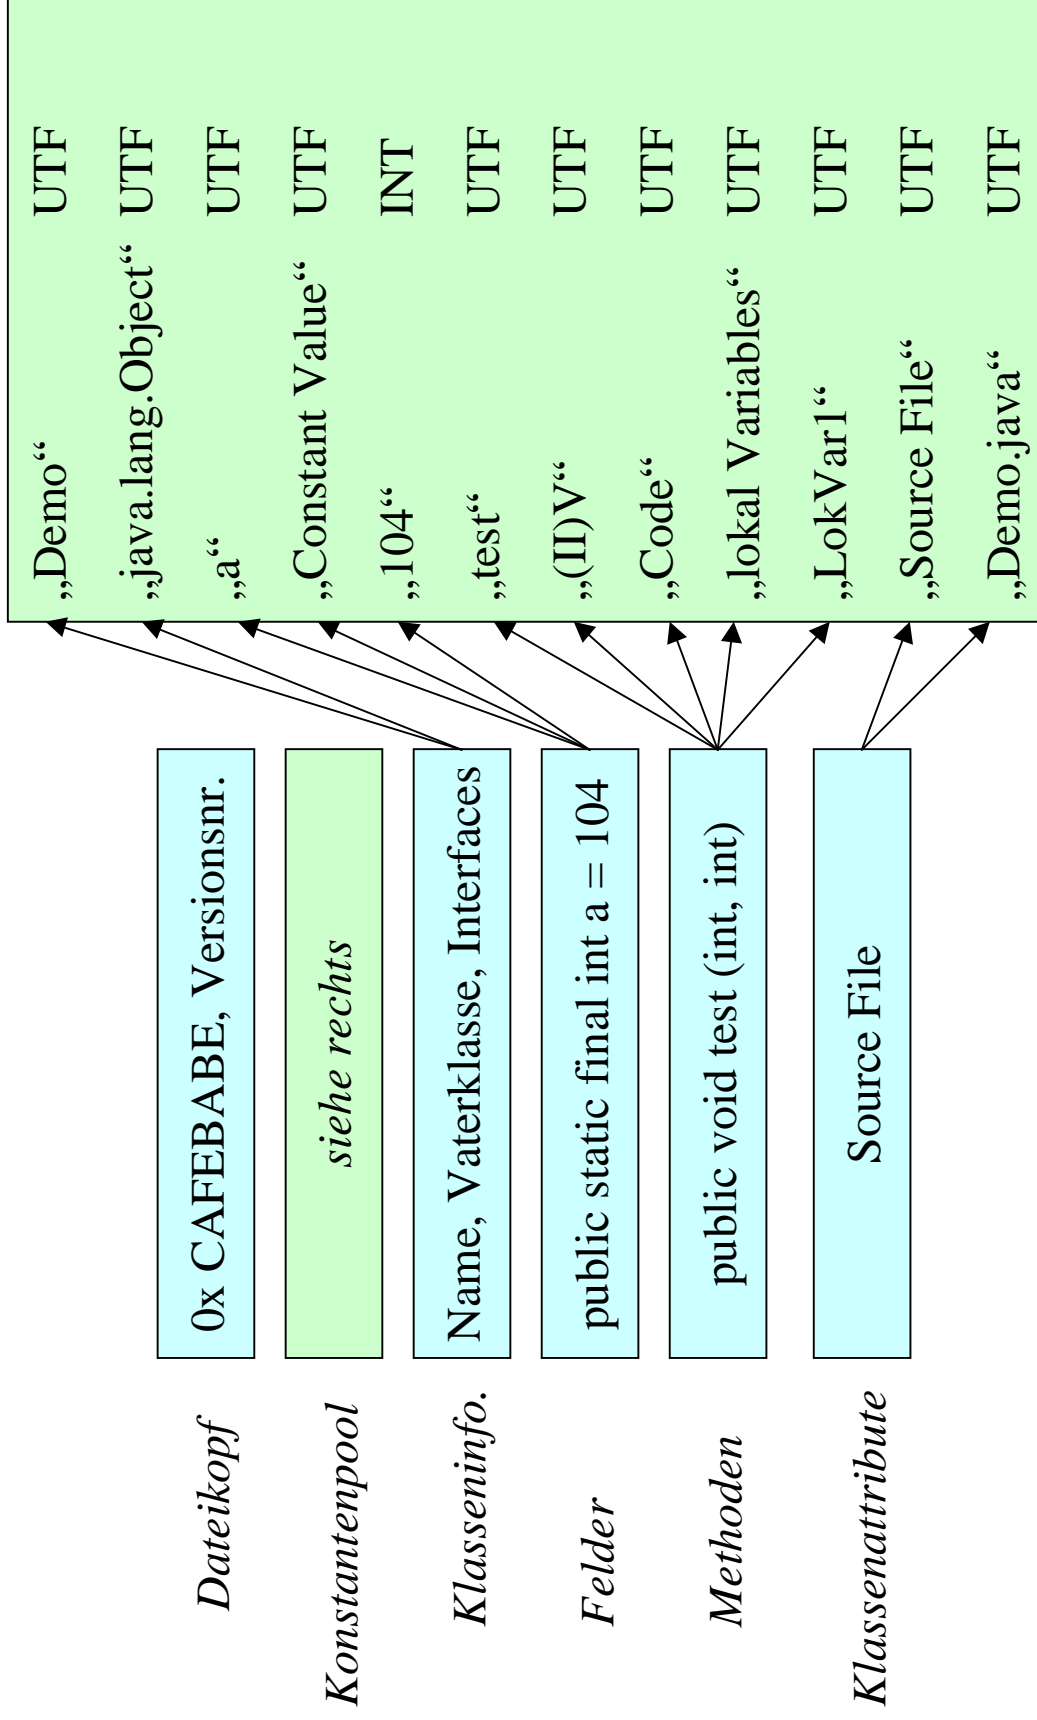 Dateikopf
0x CAFEBABE, Versionsnr.
Konstantenpool
siehe rechts
Klasseninfo.
Name, Vaterklasse, Interfaces
Felder
public static final int a = 104
Methoden
public void test (int, int)
Klassenattribute
Source File
„Demo“ UTF
„java.lang.Object“ UTF
„a“ UTF
„Constant Value“ UTF
„104“ INT
„test“ UTF
„(II)V“ UTF
„Code“ UTF
„lokal Variables“ UTF
„LokVar1“ UTF
„Source File“ UTF
„Demo.java“ UTF